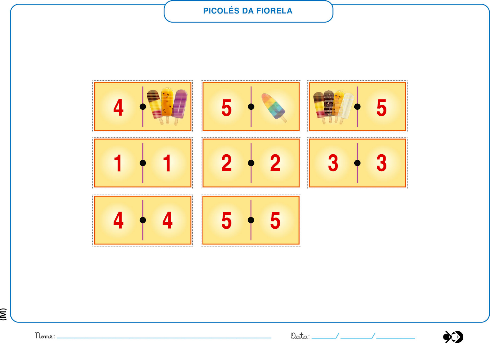 PICOLÉS DA FIORELA
4
5
5
1 1
2 2
3 3
4 4
5 5
Nome:
Data: / /